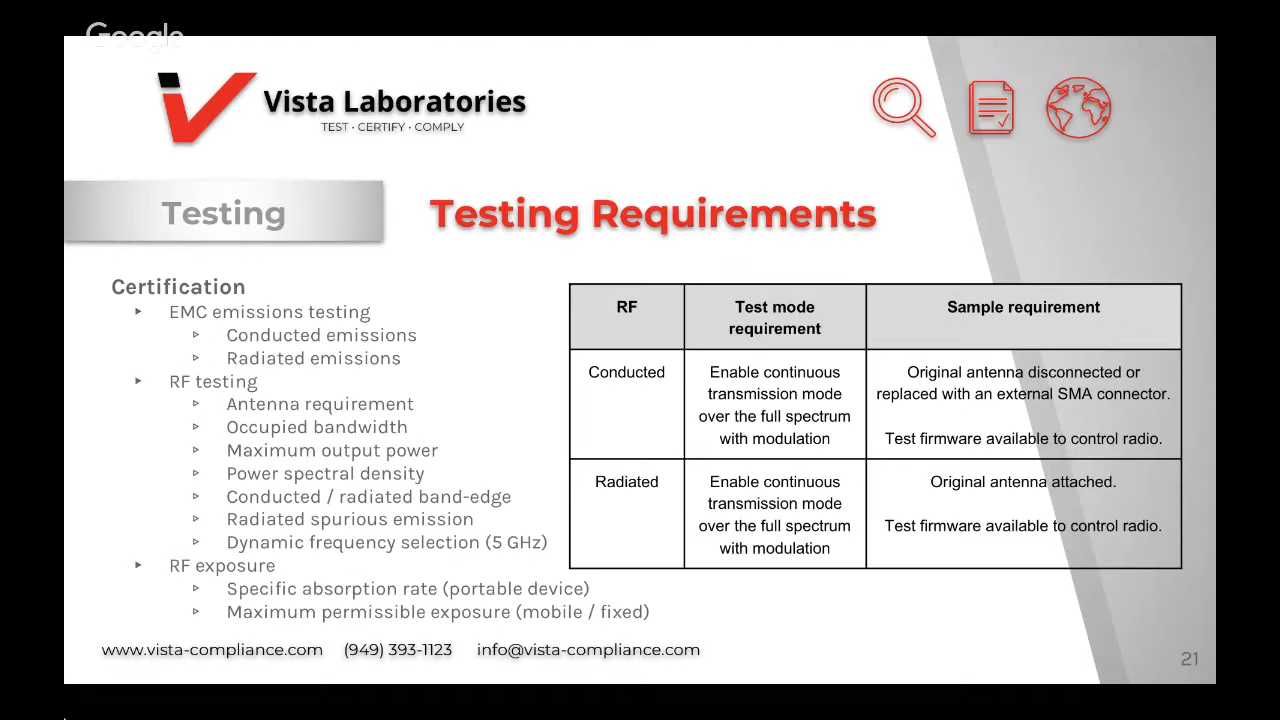 Google
Vista Laboratories
TEST · CERTIFY · COMPLY
Testing
Testing Requirements
Certification
‣ EMC emissions testing
▹ Conducted emissions
▹ Radiated emissions
‣ RF testing
▹ Antenna requirement
▹ Occupied bandwidth
▹ Maximum output power
▹ Power spectral density
▹ Conducted / radiated band-edge
▹ Radiated spurious emission
▹ Dynamic frequency selection (5 GHz)
‣ RF exposure
▹ Specific absorption rate (portable device)
▹ Maximum permissible exposure (mobile / fixed)
RF
Test mode
requirement
Sample requirement
Conducted
Enable continuous
transmission mode
over the full spectrum
with modulation
Original antenna disconnected or
replaced with an external SMA connector.
Test firmware available to control radio.
Radiated
Enable continuous
transmission mode
over the full spectrum
with modulation
Original antenna attached.
Test firmware available to control radio.
www.vista-compliance.com (949) 393-1123 info@vista-compliance.com
21